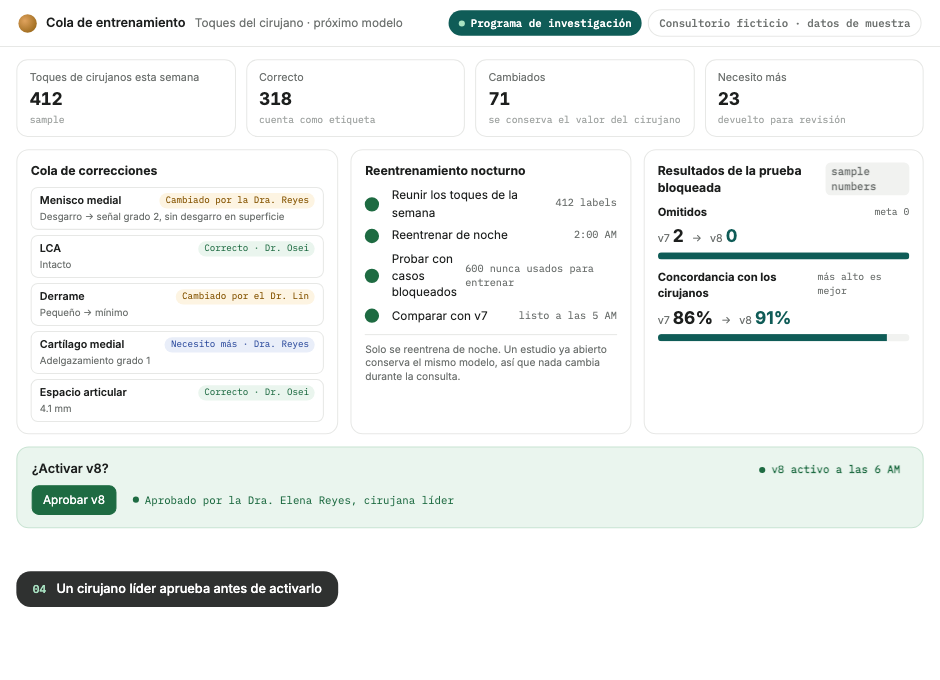 Cola de entrenamiento Toques del cirujano · próximo modelo
Programa de investigación
Consultorio ficticio · datos de muestra
Toques de cirujanos esta semana
412
sample
Correcto
318
cuenta como etiqueta
Cambiados
71
se conserva el valor del cirujano
Necesito más
23
devuelto para revisión
Cola de correcciones
Menisco medial
Cambiado por la Dra. Reyes
Desgarro → señal grado 2, sin desgarro en superficie
LCA
Correcto · Dr. Osei
Intacto
Derrame
Cambiado por el Dr. Lin
Pequeño → mínimo
Cartílago medial
Necesito más · Dra. Reyes
Adelgazamiento grado 1
Espacio articular
Correcto · Dr. Osei
4.1 mm
Reentrenamiento nocturno
Reunir los toques de la
semana
412 labels
Reentrenar de noche
2:00 AM
Probar con
casos
bloqueados
600 nunca usados para
entrenar
Comparar con v7
listo a las 5 AM
Solo se reentrena de noche. Un estudio ya abierto
conserva el mismo modelo, así que nada cambia
durante la consulta.
Resultados de la prueba
bloqueada
sample
numbers
Omitidos
meta 0
v7 2 → v8 0
Concordancia con los
cirujanos
más alto es
mejor
v7 86% → v8 91%
¿Activar v8?
v8 activo a las 6 AM
Aprobar v8
Aprobado por la Dra. Elena Reyes, cirujana líder
04 Un cirujano líder aprueba antes de activarlo